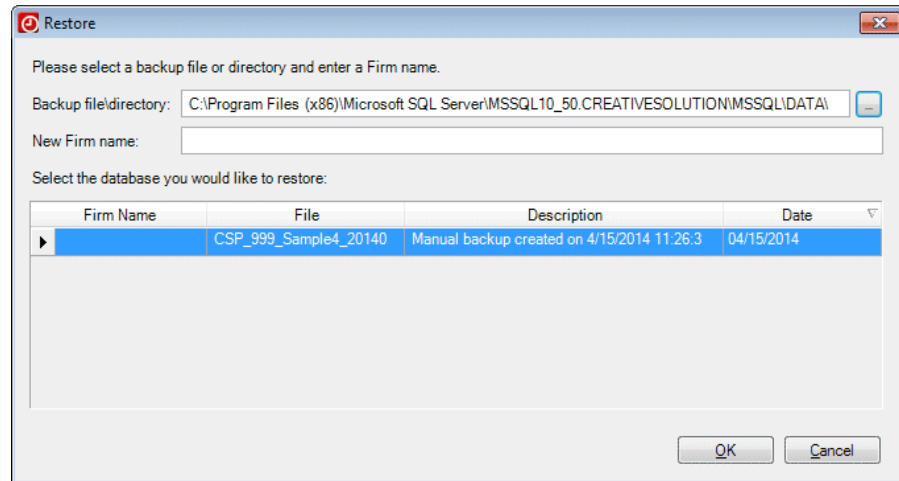 Restore
Please select a backup file or directory and enter a Firm name.
Backup file\directory: C:\Program Files (x86)\Microsoft SQL Server\MSSQL10_50.CREATIVESOLUTION\MSSQL\DATA\ ...
New Firm name:
Select the database you would like to restore:
Firm Name File Description Date
CSP_999_Sample4_20140 Manual backup created on 4/15/2014 11:26:3 04/15/2014
OK Cancel